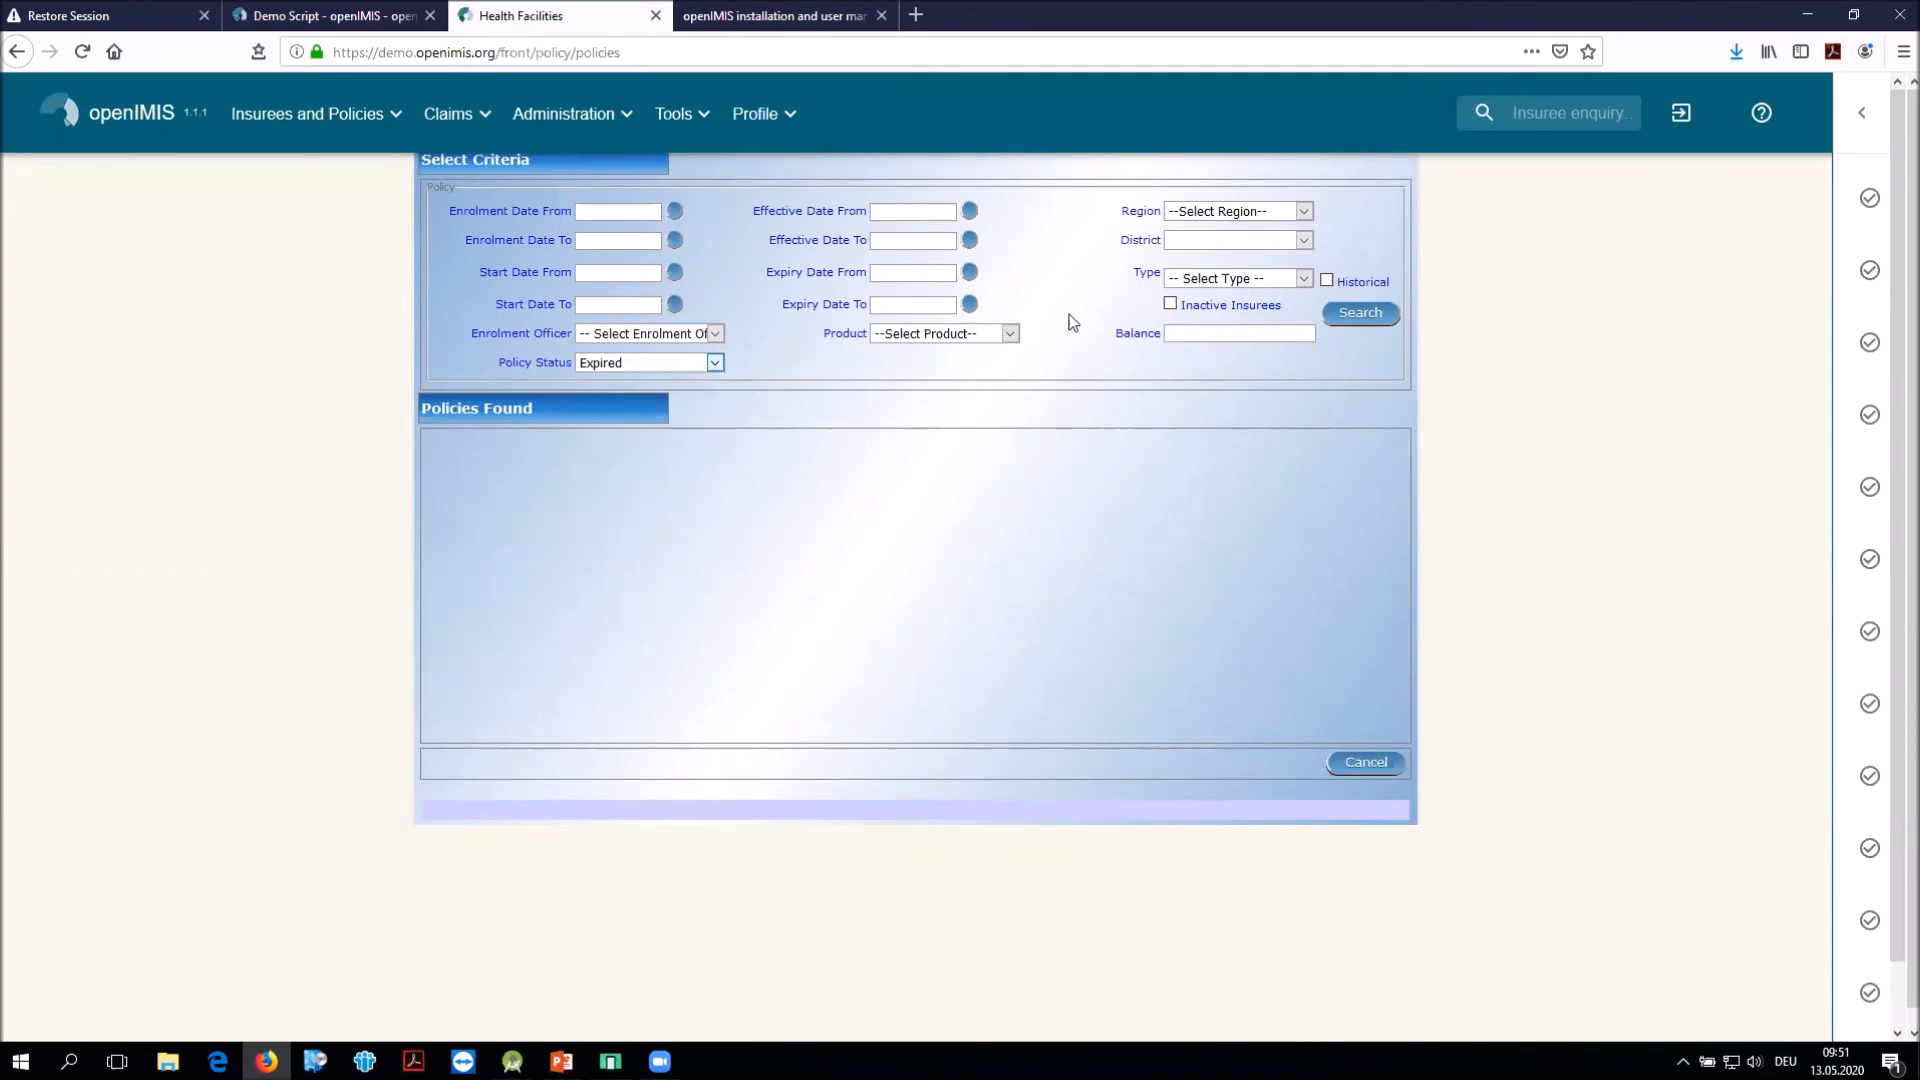 Restore Session
Demo Script - openIMIS - open
Health Facilities
openIMIS installation and user mar
https://demo.openimis.org/front/policy/policies
openIMIS 1.1.1
Insurees and Policies
Claims
Administration
Tools
Profile
Insuree enquiry..
Select Criteria
Policy
Enrolment Date From
Effective Date From
Region
--Select Region--
Enrolment Date To
Effective Date To
District
Start Date From
Expiry Date From
Type
-- Select Type --
Historical
Start Date To
Expiry Date To
Inactive Insurees
Search
Enrolment Officer
-- Select Enrolment Of
Product
--Select Product--
Balance
Policy Status
Expired
Policies Found
Cancel
DEU
09:51
13.05.2020
1